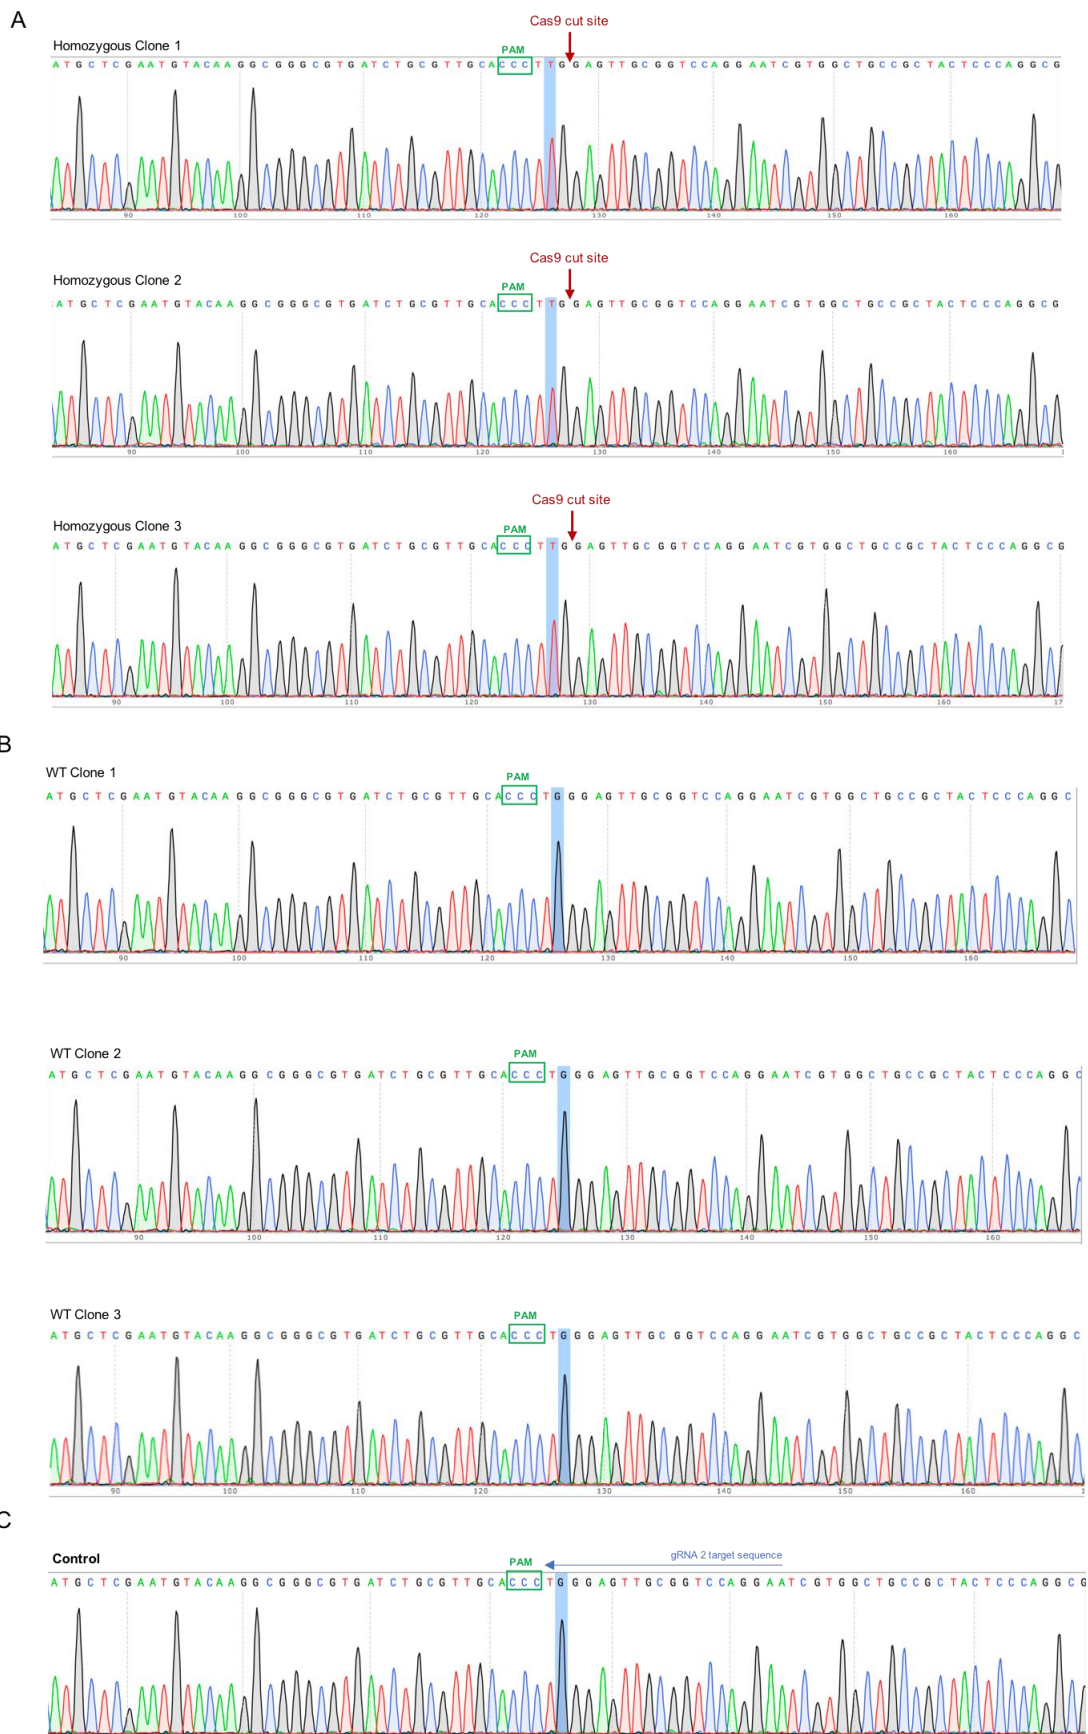 A
Cas9 cut site
Homozygous Clone 1
PAM
ATGCTCGAATGTACAAGGCGGGCGTGATCTGCGTTGCACCCTTGGAGTTGCGGTCCAGGAATCGTGGCTGCCGCTACTCCCAGGCG
90 100 110 120 130 140 150 160
Cas9 cut site
Homozygous Clone 2
PAM
ATGCTCGAATGTACAAGGCGGGCGTGATCTGCGTTGCACCCTTGGAGTTGCGGTCCAGGAATCGTGGCTGCCGCTACTCCCAGGCG
90 100 110 120 130 140 150 160
Cas9 cut site
Homozygous Clone 3
PAM
ATGCTCGAATGTACAAGGCGGGCGTGATCTGCGTTGCACCCTTGGAGTTGCGGTCCAGGAATCGTGGCTGCCGCTACTCCCAGGCG
90 100 110 120 130 140 150 160 17
B
WT Clone 1
PAM
ATGCTCGAATGTACAAGGCGGGCGTGATCTGCGTTGCACCCTGGGAGTTGCGGTCCAGGAATCGTGGCTGCCGCTACTCCCAGGC
90 100 110 120 130 140 150 160
WT Clone 2
PAM
ATGCTCGAATGTACAAGGCGGGCGTGATCTGCGTTGCACCCTGGGAGTTGCGGTCCAGGAATCGTGGCTGCCGCTACTCCCAGGC
90 100 110 120 130 140 150 160
WT Clone 3
PAM
ATGCTCGAATGTACAAGGCGGGCGTGATCTGCGTTGCACCCTGGGAGTTGCGGTCCAGGAATCGTGGCTGCCGCTACTCCCAGGC
90 100 110 120 130 140 150 160
C
Control
PAM
gRNA 2 target sequence
ATGCTCGAATGTACAAGGCGGGCGTGATCTGCGTTGCACCCTGGGAGTTGCGGTCCAGGAATCGTGGCTGCCGCTACTCCCAGGCG